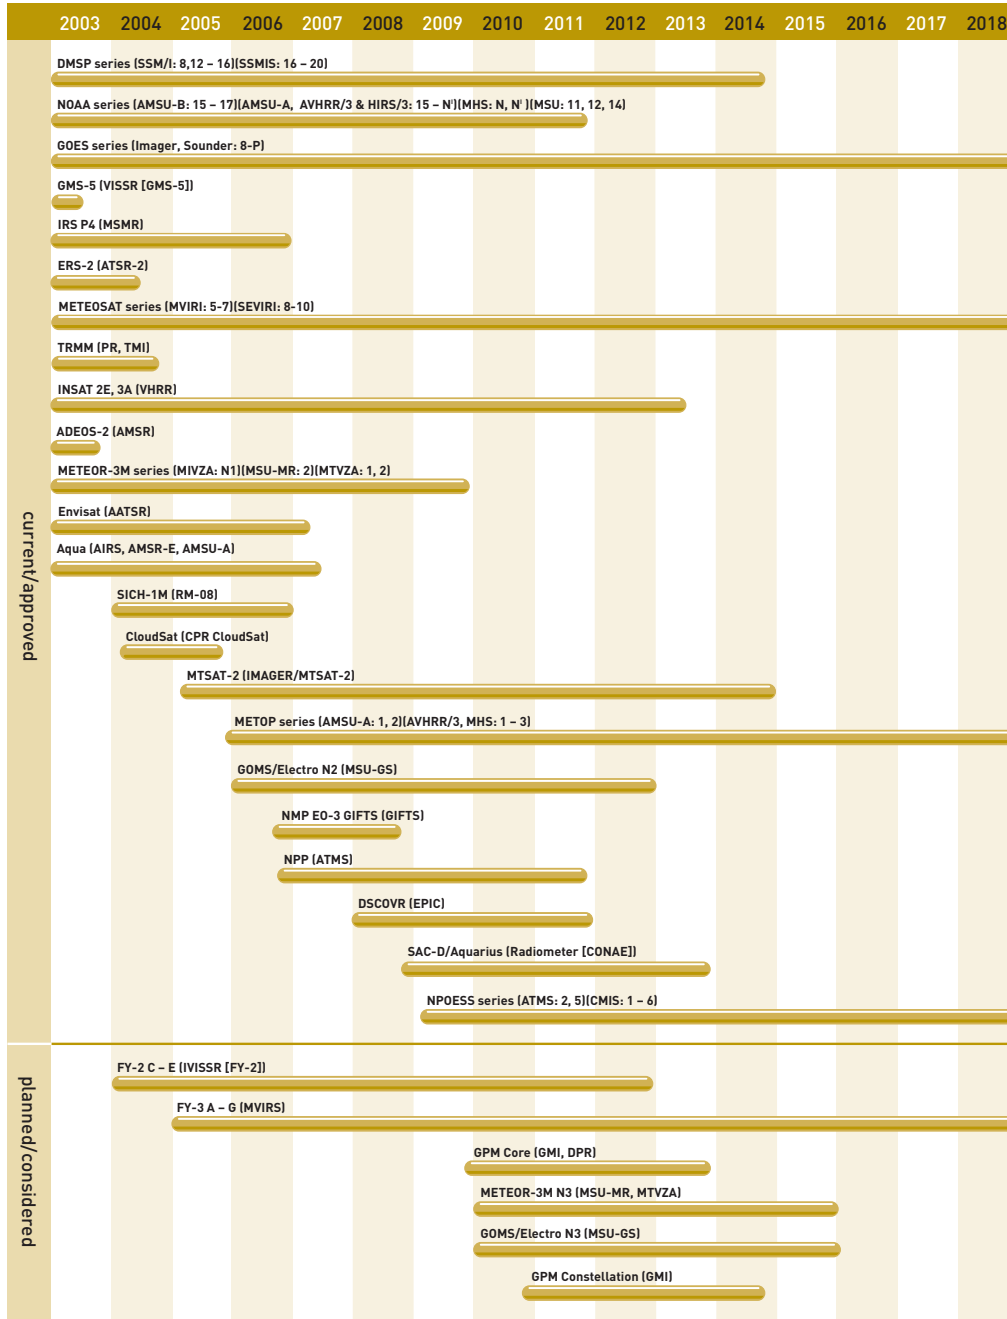 2003 2004 2005 2006 2007 2008 2009 2010 2011 2012 2013 2014 2015 2016 2017 2018
current/approved
DMSP series (SSM/I: 8,12 – 16)(SSMIS: 16 – 20)
NOAA series (AMSU-B: 15 – 17)(AMSU-A, AVHRR/3 & HIRS/3: 15 – N')(MHS: N, N' )(MSU: 11, 12, 14)
GOES series (Imager, Sounder: 8-P)
GMS-5 (VISSR [GMS-5])
IRS P4 (MSMR)
ERS-2 (ATSR-2)
METEOSAT series (MVIRI: 5-7)(SEVIRI: 8-10)
TRMM (PR, TMI)
INSAT 2E, 3A (VHRR)
ADEOS-2 (AMSR)
METEOR-3M series (MIVZA: N1)(MSU-MR: 2)(MTVZA: 1, 2)
Envisat (AATSR)
Aqua (AIRS, AMSR-E, AMSU-A)
SICH-1M (RM-08)
CloudSat (CPR CloudSat)
MTSAT-2 (IMAGER/MTSAT-2)
METOP series (AMSU-A: 1, 2)(AVHRR/3, MHS: 1 – 3)
GOMS/Electro N2 (MSU-GS)
NMP EO-3 GIFTS (GIFTS)
NPP (ATMS)
DSCOVR (EPIC)
SAC-D/Aquarius (Radiometer [CONAE])
NPOESS series (ATMS: 2, 5)(CMIS: 1 – 6)
planned/considered
FY-2 C – E (IVISSR [FY-2])
FY-3 A – G (MVIRS)
GPM Core (GMI, DPR)
METEOR-3M N3 (MSU-MR, MTVZA)
GOMS/Electro N3 (MSU-GS)
GPM Constellation (GMI)